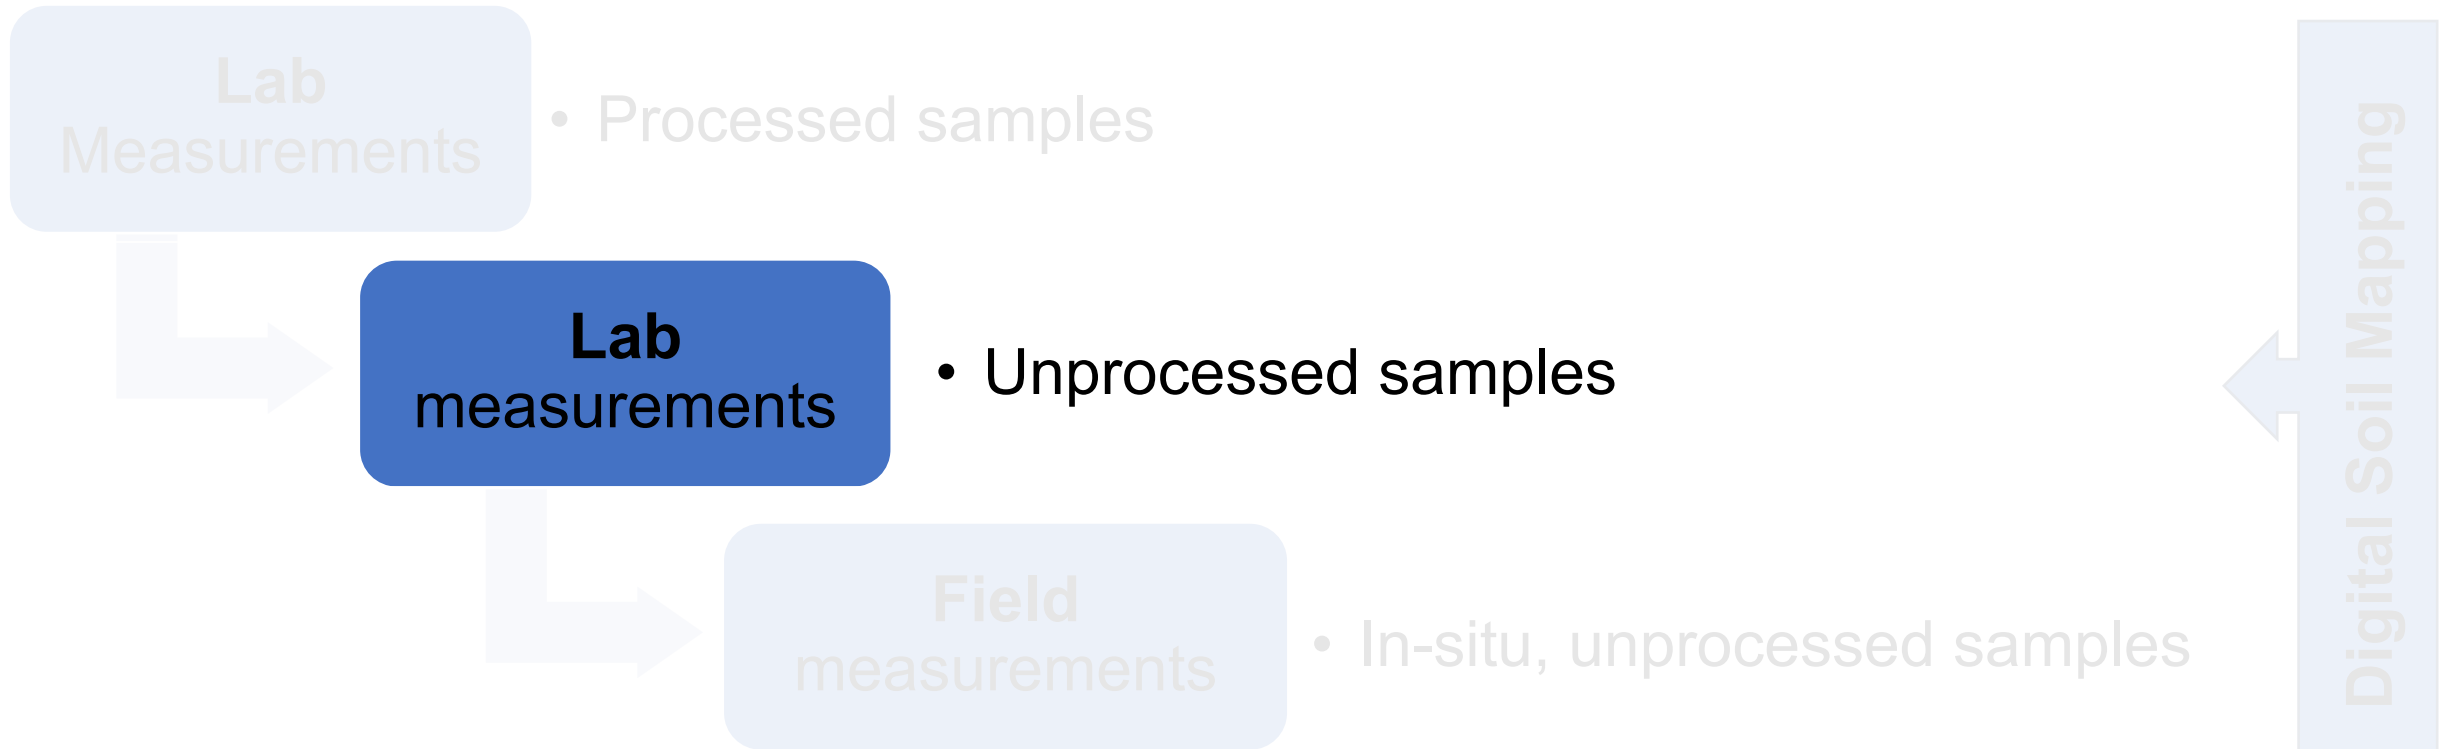 Lab
Measurements
• Processed samples
Lab
measurements
• Unprocessed samples
Field
measurements
• In-situ, unprocessed samples
Digital Soil Mapping